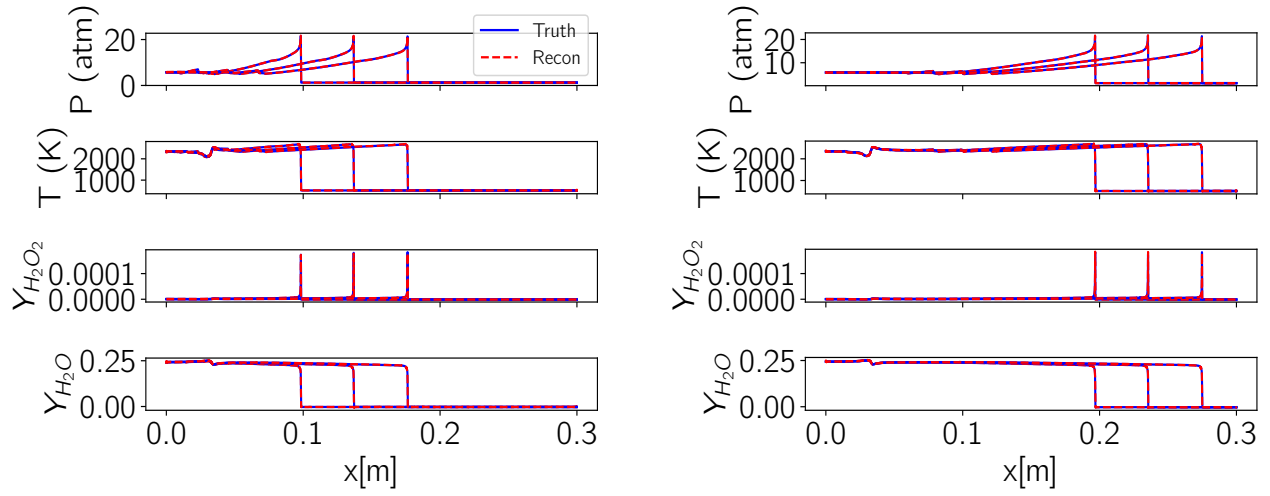 P (atm)
20
0
Truth
Recon
T (K)
2000
1000
Y_{H_2O_2}
0.0001
0.0000
Y_{H_2O}
0.25
0.00
0.0 0.1 0.2 0.3
x[m]
P (atm)
20
10
T (K)
2000
1000
Y_{H_2O_2}
0.0001
0.0000
Y_{H_2O}
0.25
0.00
0.0 0.1 0.2 0.3
x[m]